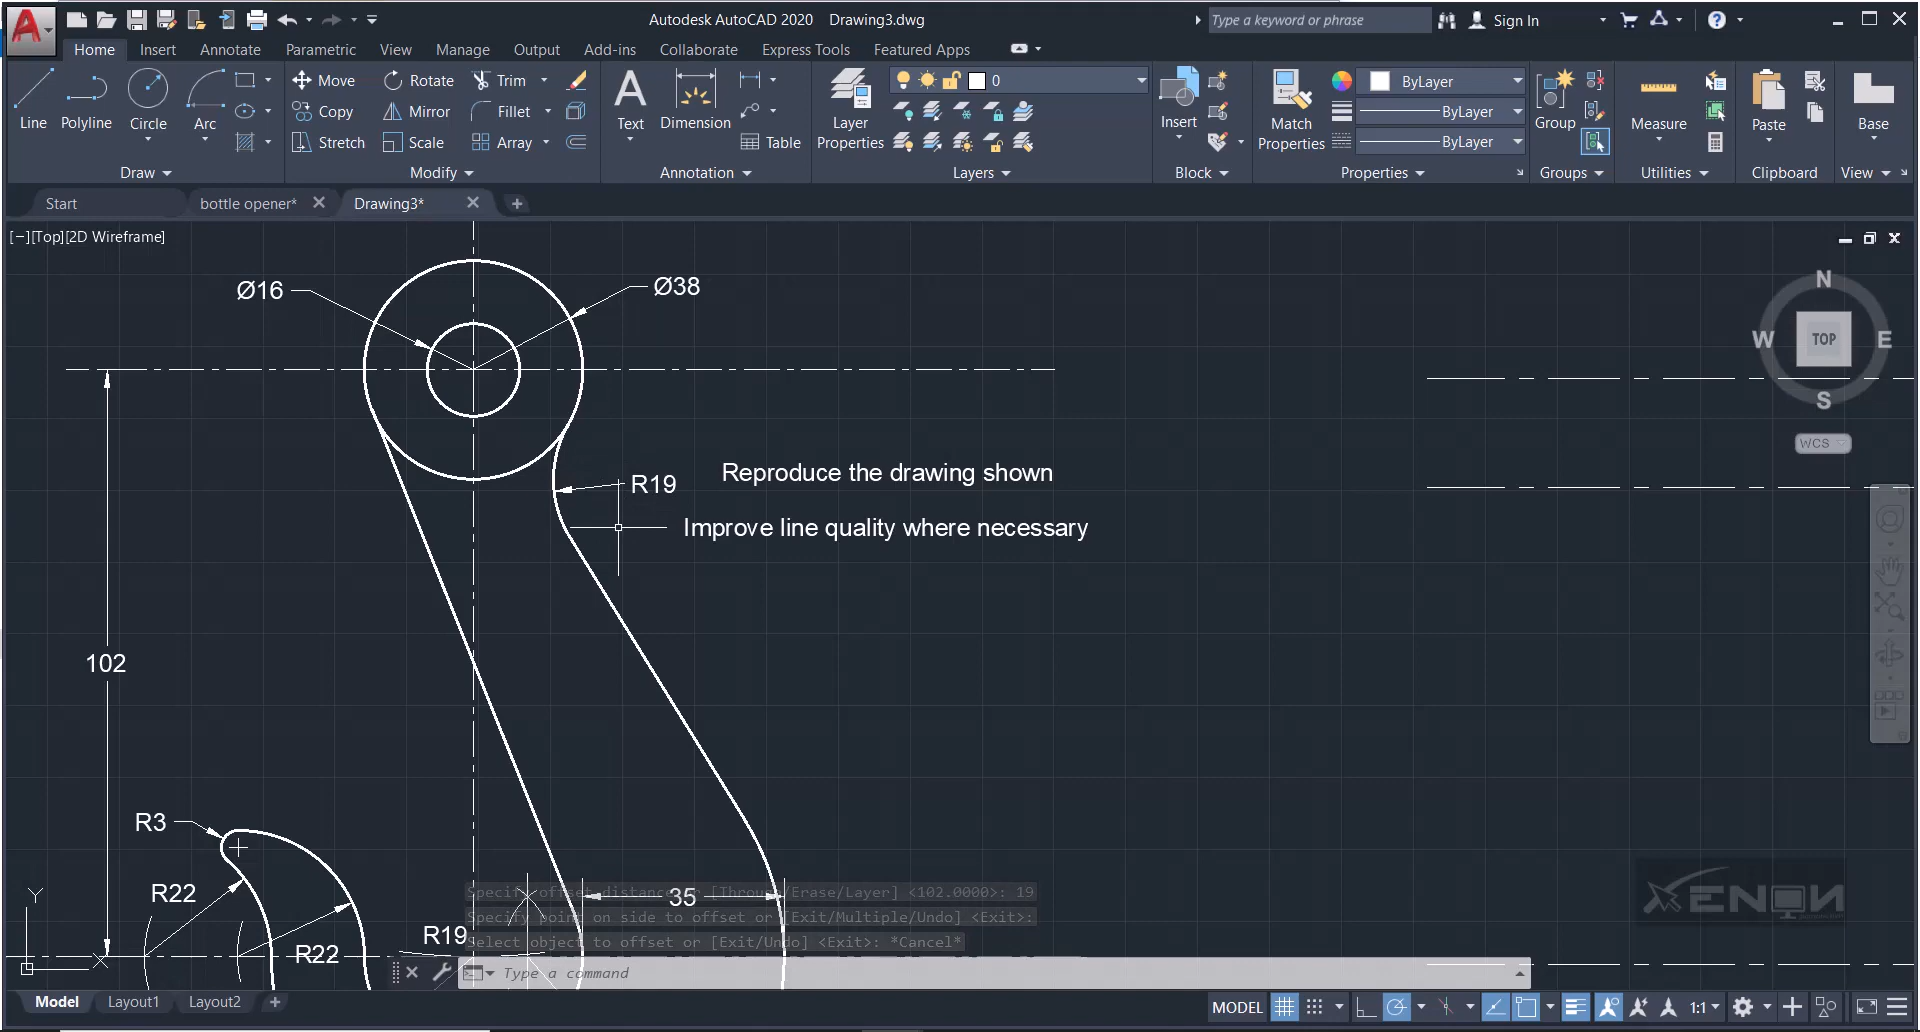 Autodesk AutoCAD 2020 Drawing3.dwg
Type a keyword or phrase
Sign In
Home Insert Annotate Parametric View Manage Output Add-ins Collaborate Express Tools Featured Apps
Line Polyline Circle Arc
Move Rotate Trim
Copy Mirror Fillet
Stretch Scale Array
Text Dimension Table
Layer Properties
0
Insert
Match Properties
ByLayer
ByLayer
ByLayer
Group
Measure
Paste
Base
Draw Modify Annotation Layers Block Properties Groups Utilities Clipboard View
Start bottle opener* Drawing3*
[−][Top][2D Wireframe]
N
W TOP E
S
WCS
Ø16 Ø38
R19
Reproduce the drawing shown
Improve line quality where necessary
102
R3
R22
35
R19
R22
Y
X
Specify offset distance or [Through/Erase/Layer] <102.0000>: 19
Specify point on side to offset or [Exit/Multiple/Undo] <Exit>:
Select object to offset or [Exit/Undo] <Exit>: *Cancel*
Type a command
XENON
Model Layout1 Layout2
MODEL 1:1